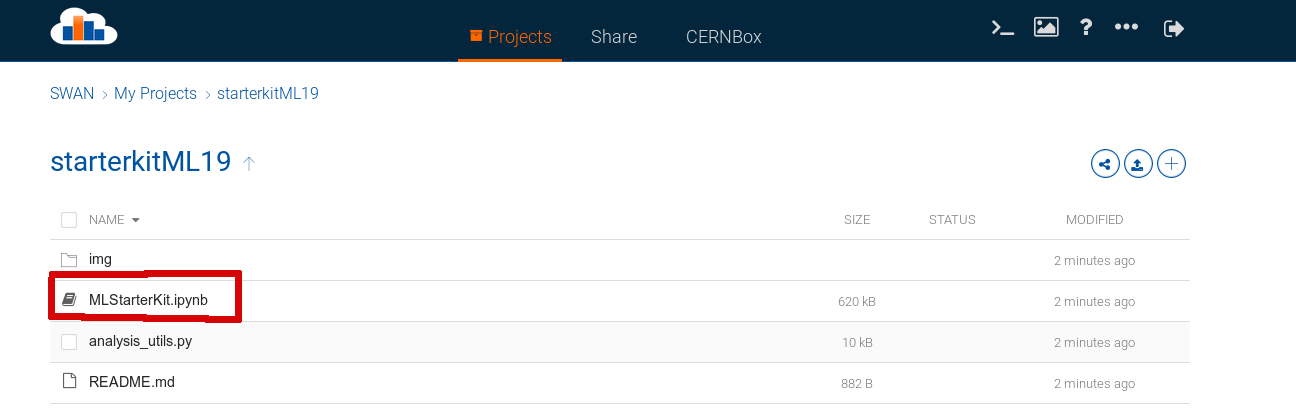 Projects Share CERNBox
SWAN > My Projects > starterkitML19
starterkitML19
NAME SIZE STATUS MODIFIED
img 2 minutes ago
MLStarterKit.ipynb 620 kB 2 minutes ago
analysis_utils.py 10 kB 2 minutes ago
README.md 882 B 2 minutes ago